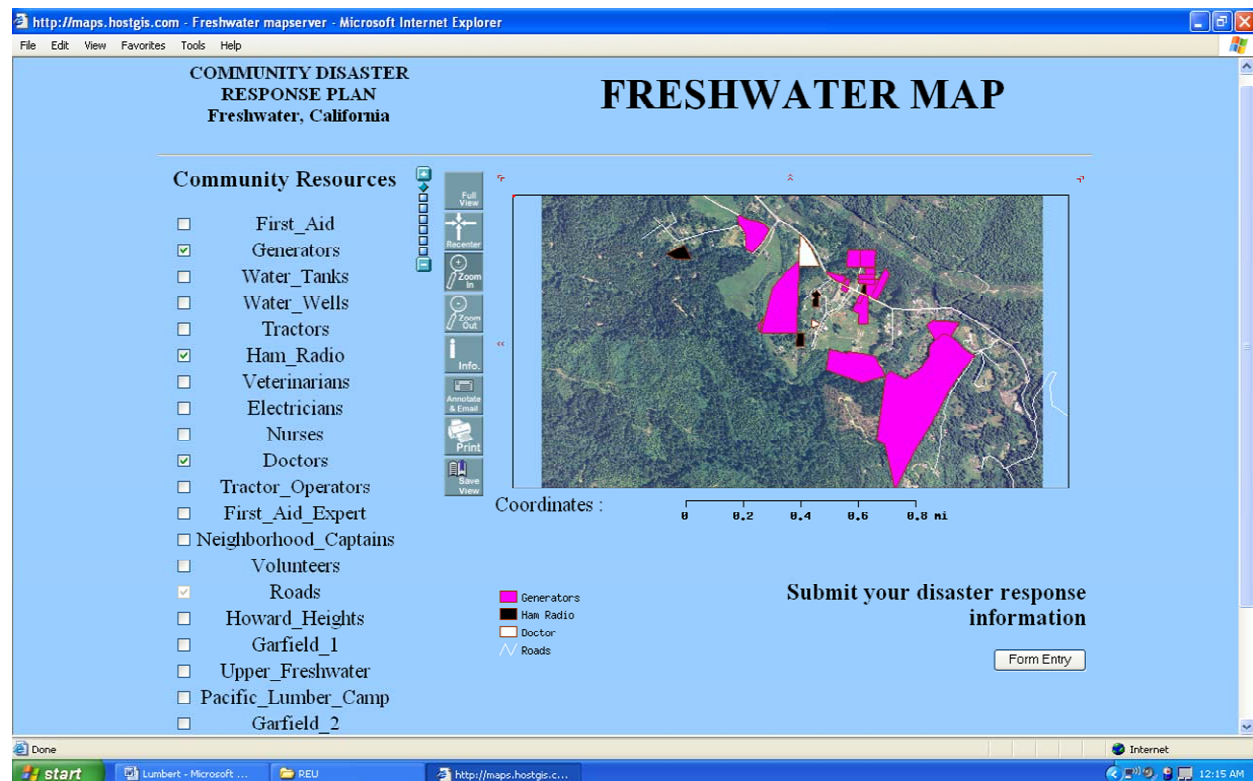 http://maps.hostgis.com - Freshwater mapserver - Microsoft Internet Explorer
File Edit View Favorites Tools Help
COMMUNITY DISASTER
RESPONSE PLAN
Freshwater, California
FRESHWATER MAP
Community Resources
First_Aid
Generators
Water_Tanks
Water_Wells
Tractors
Ham_Radio
Veterinarians
Electricians
Nurses
Doctors
Tractor_Operators
First_Aid_Expert
Neighborhood_Captains
Volunteers
Roads
Howard_Heights
Garfield_1
Upper_Freshwater
Pacific_Lumber_Camp
Garfield_2
Full
View
Recenter
Zoom
In
Zoom
Out
Info.
Annotate
& Email
Print
Save
View
Coordinates :
0 0.2 0.4 0.6 0.8 mi
Generators
Ham Radio
Doctor
Roads
Submit your disaster response
information
Form Entry
Done
Internet
start
Lumbert - Microsoft ...
REU
http://maps.hostgis.c...
12:15 AM